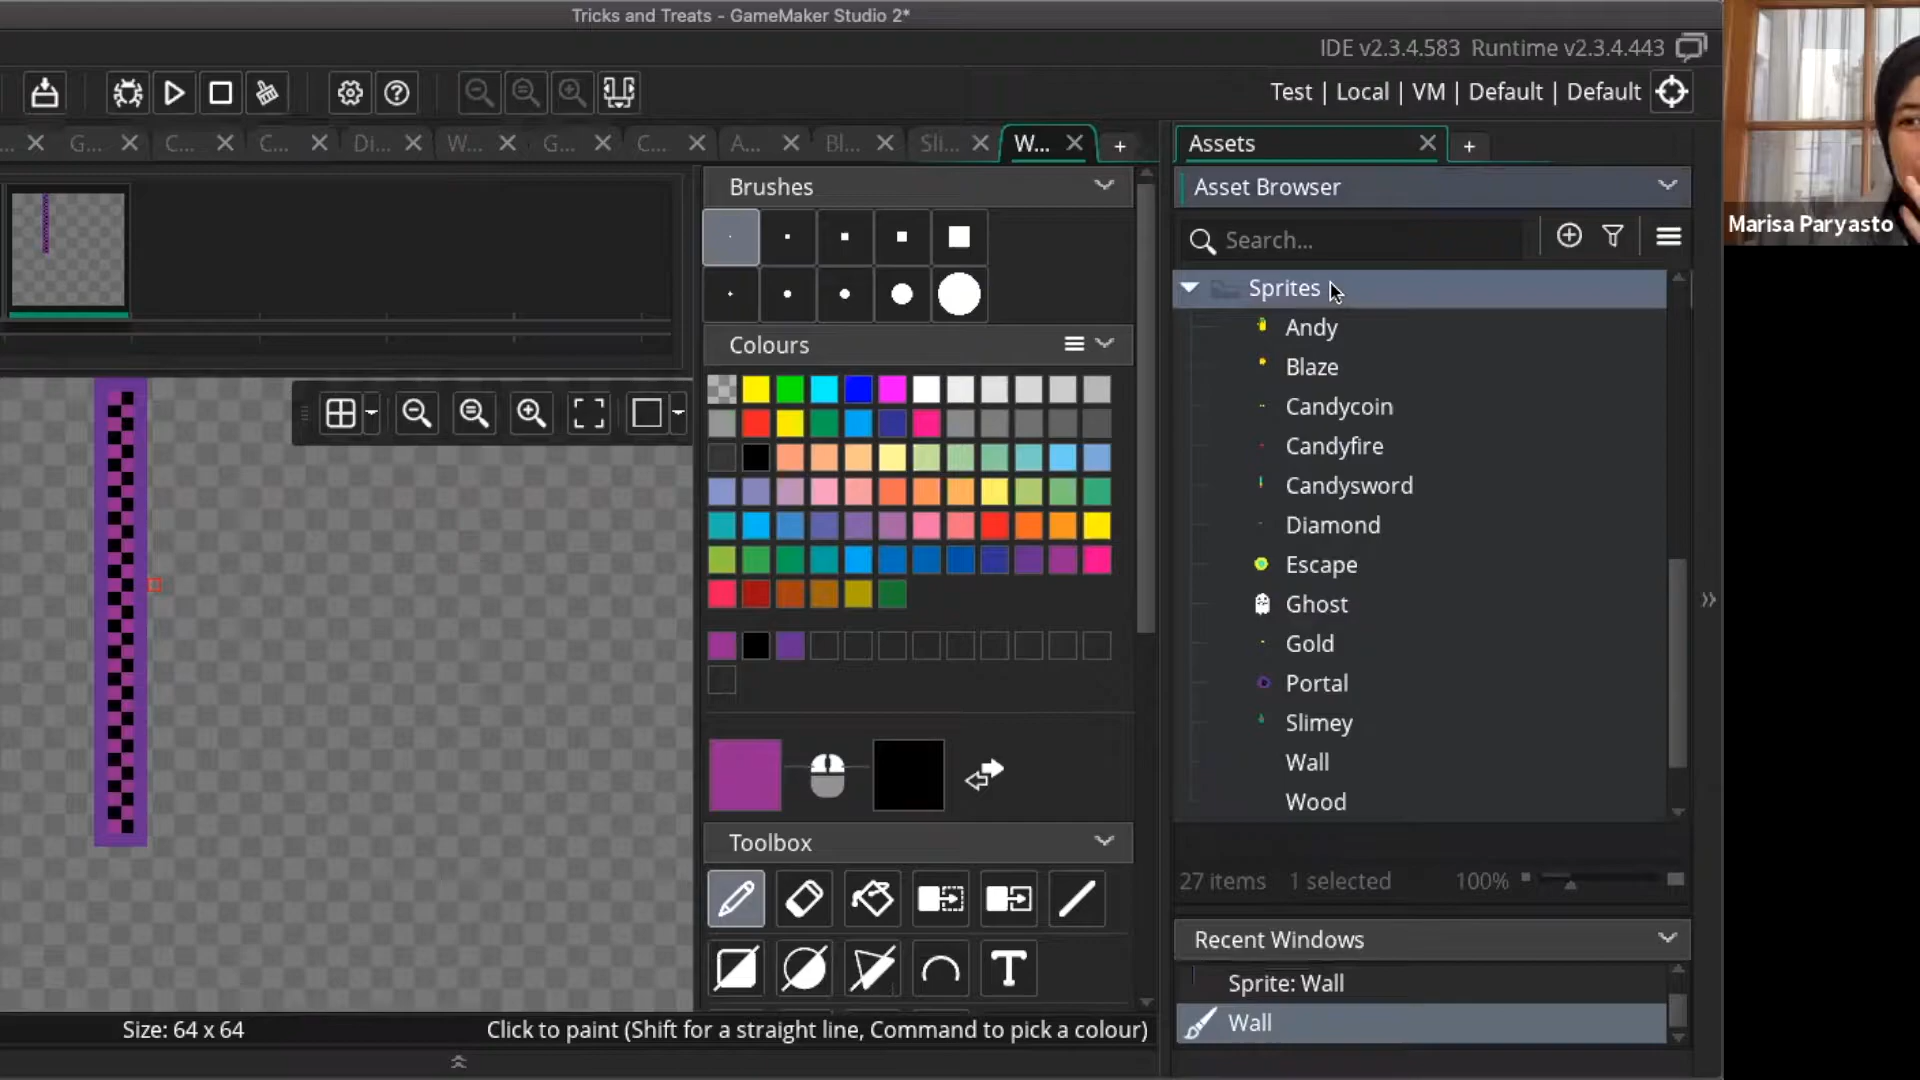 Tricks and Treats - GameMaker Studio 2*
IDE v2.3.4.583 Runtime v2.3.4.443
Test | Local | VM | Default | Default
... G... C... C... Di... W... G... C... A... Bl... Sli... W... +
Assets +
Brushes
Asset Browser
Marisa Paryasto
Search...
Sprites
Andy
Colours
Blaze
Candycoin
Candyfire
Candysword
Diamond
Escape
Ghost
Gold
Portal
Slimey
Wall
Wood
Toolbox
27 items 1 selected 100%
Recent Windows
T
Sprite: Wall
Wall
Size: 64 x 64
Click to paint (Shift for a straight line, Command to pick a colour)